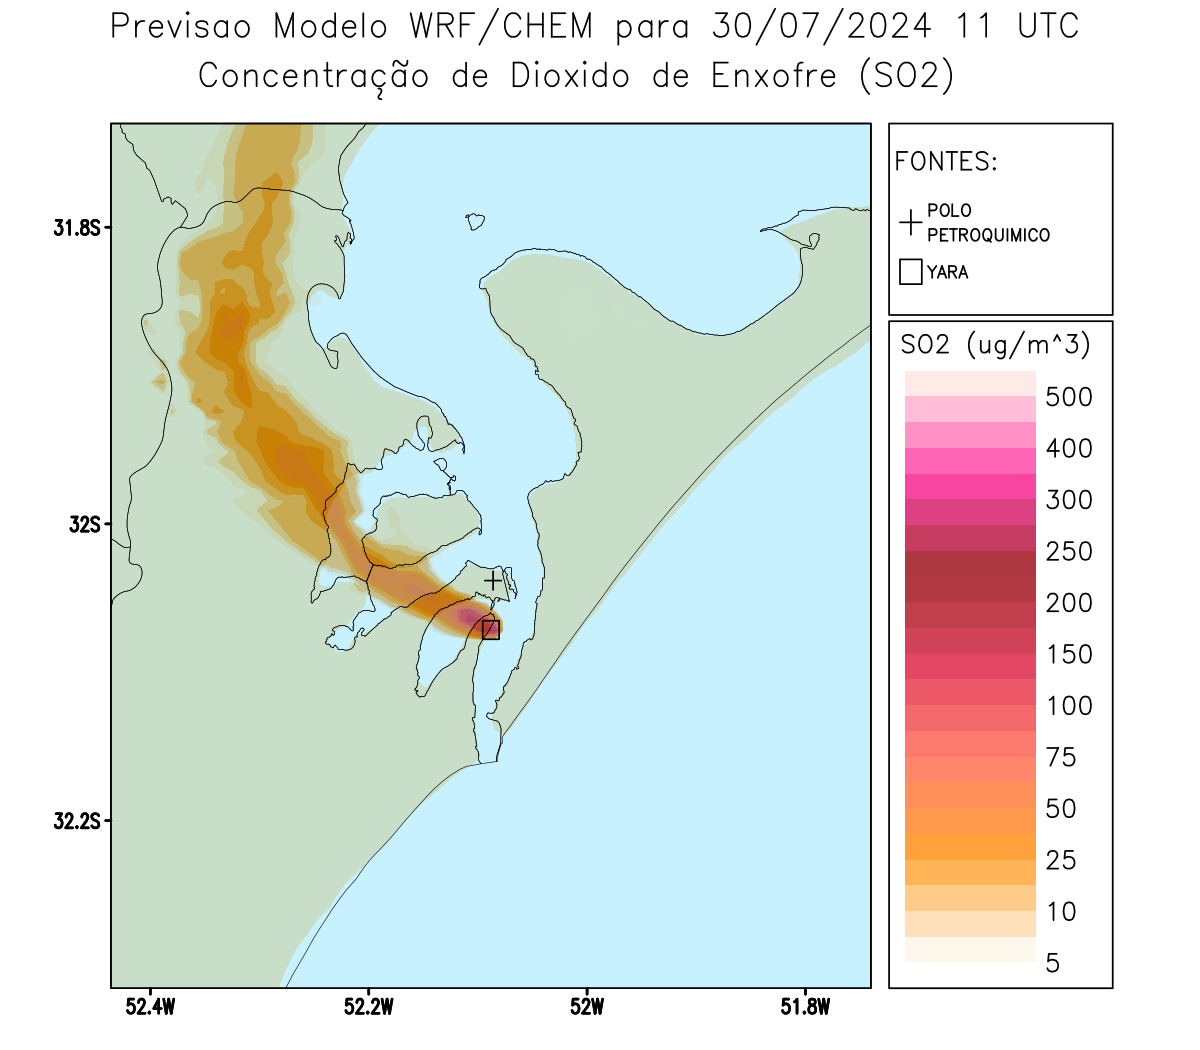 Previsao Modelo WRF/CHEM para 30/07/2024 11 UTC
Concentração de Dioxido de Enxofre (SO2)
FONTES:
POLO
PETROQUIMICO
YARA
SO2 (ug/m^3)
500
400
300
250
200
150
100
75
50
25
10
5
31.8S
32S
32.2S
52.4W 52.2W 52W 51.8W